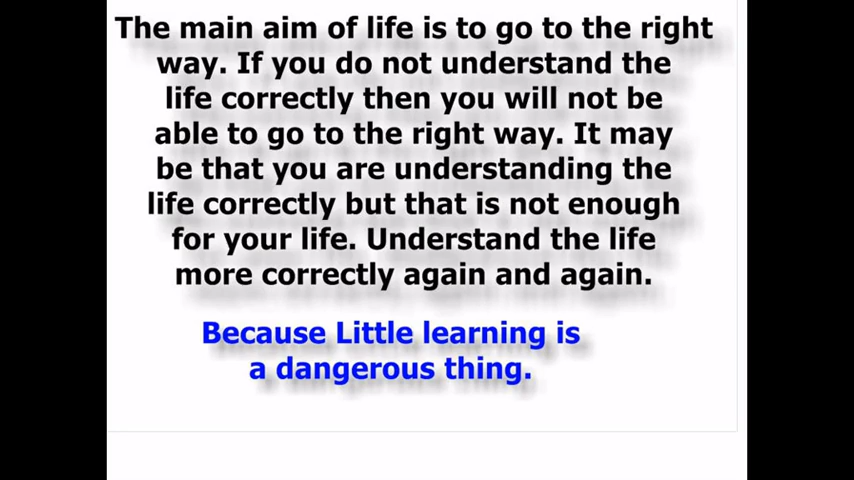 The main aim of life is to go to the right
way. If you do not understand the
life correctly then you will not be
able to go to the right way. It may
be that you are understanding the
life correctly but that is not enough
for your life. Understand the life
more correctly again and again.
Because Little learning is
a dangerous thing.